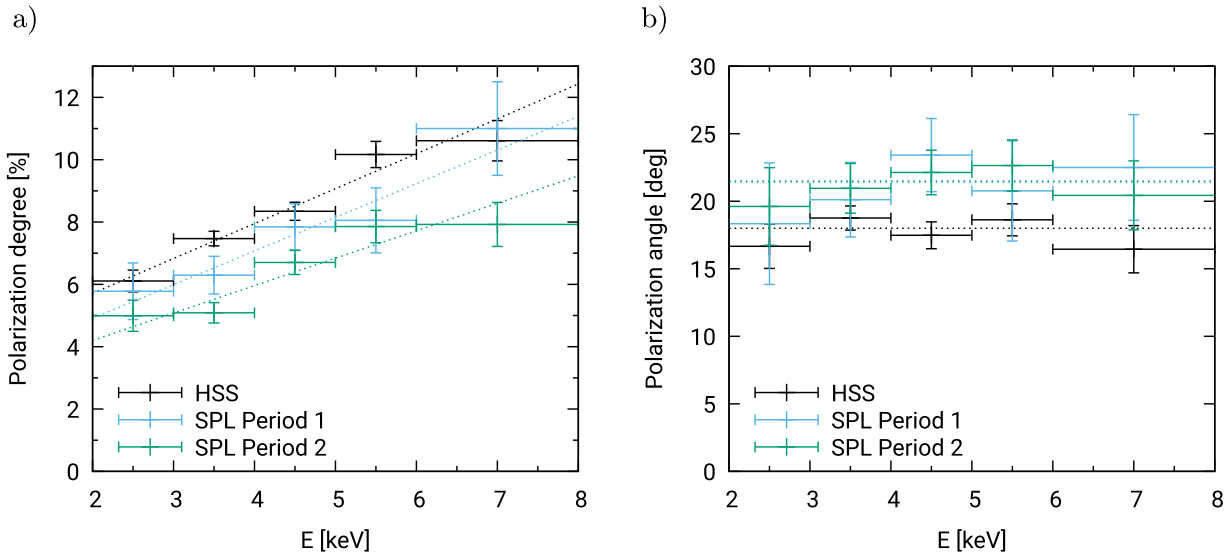 a)
Polarization degree [%]
12
10
8
6
4
2
0
HSS
SPL Period 1
SPL Period 2
2 3 4 5 6 7 8
E [keV]
b)
Polarization angle [deg]
30
25
20
15
10
5
0
HSS
SPL Period 1
SPL Period 2
2 3 4 5 6 7 8
E [keV]